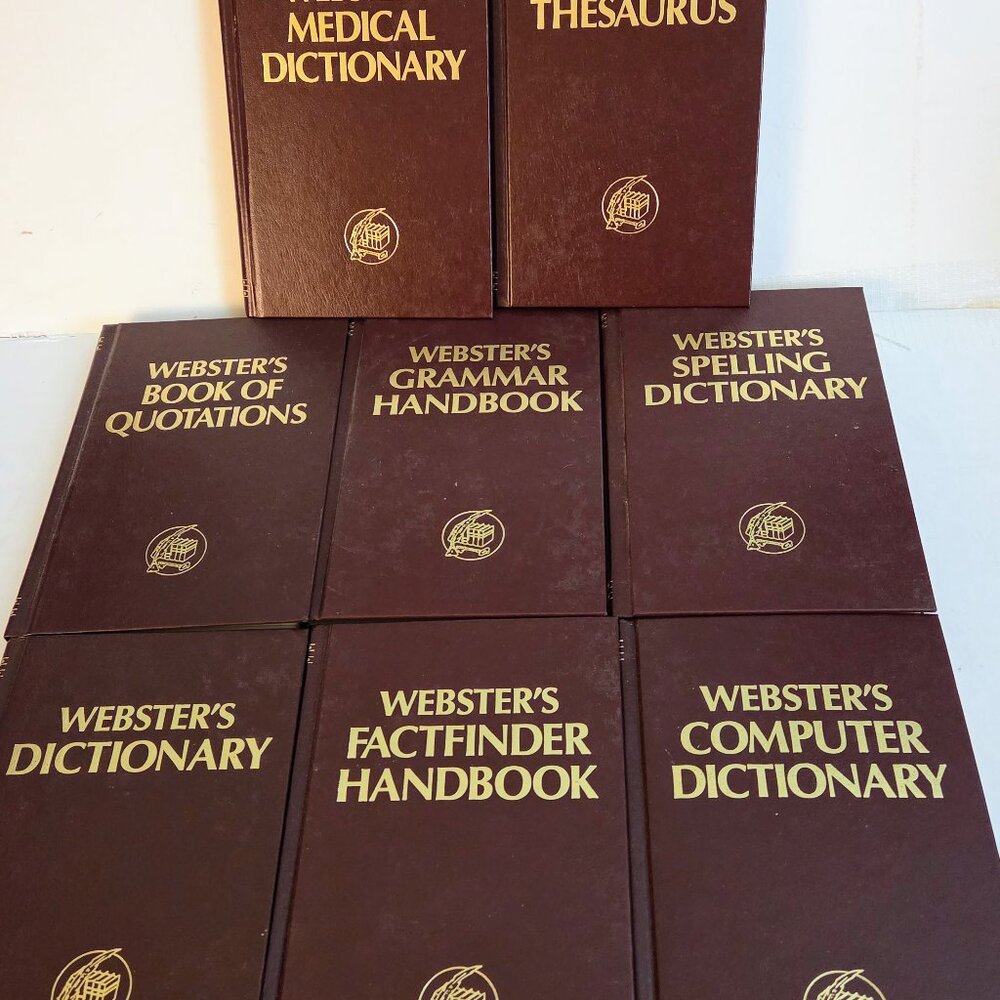 MEDICAL
DICTIONARY
THESAURUS
WEBSTER'S
BOOK OF
QUOTATIONS
WEBSTER'S
GRAMMAR
HANDBOOK
WEBSTER'S
SPELLING
DICTIONARY
WEBSTER'S
DICTIONARY
WEBSTER'S
FACTFINDER
HANDBOOK
WEBSTER'S
COMPUTER
DICTIONARY